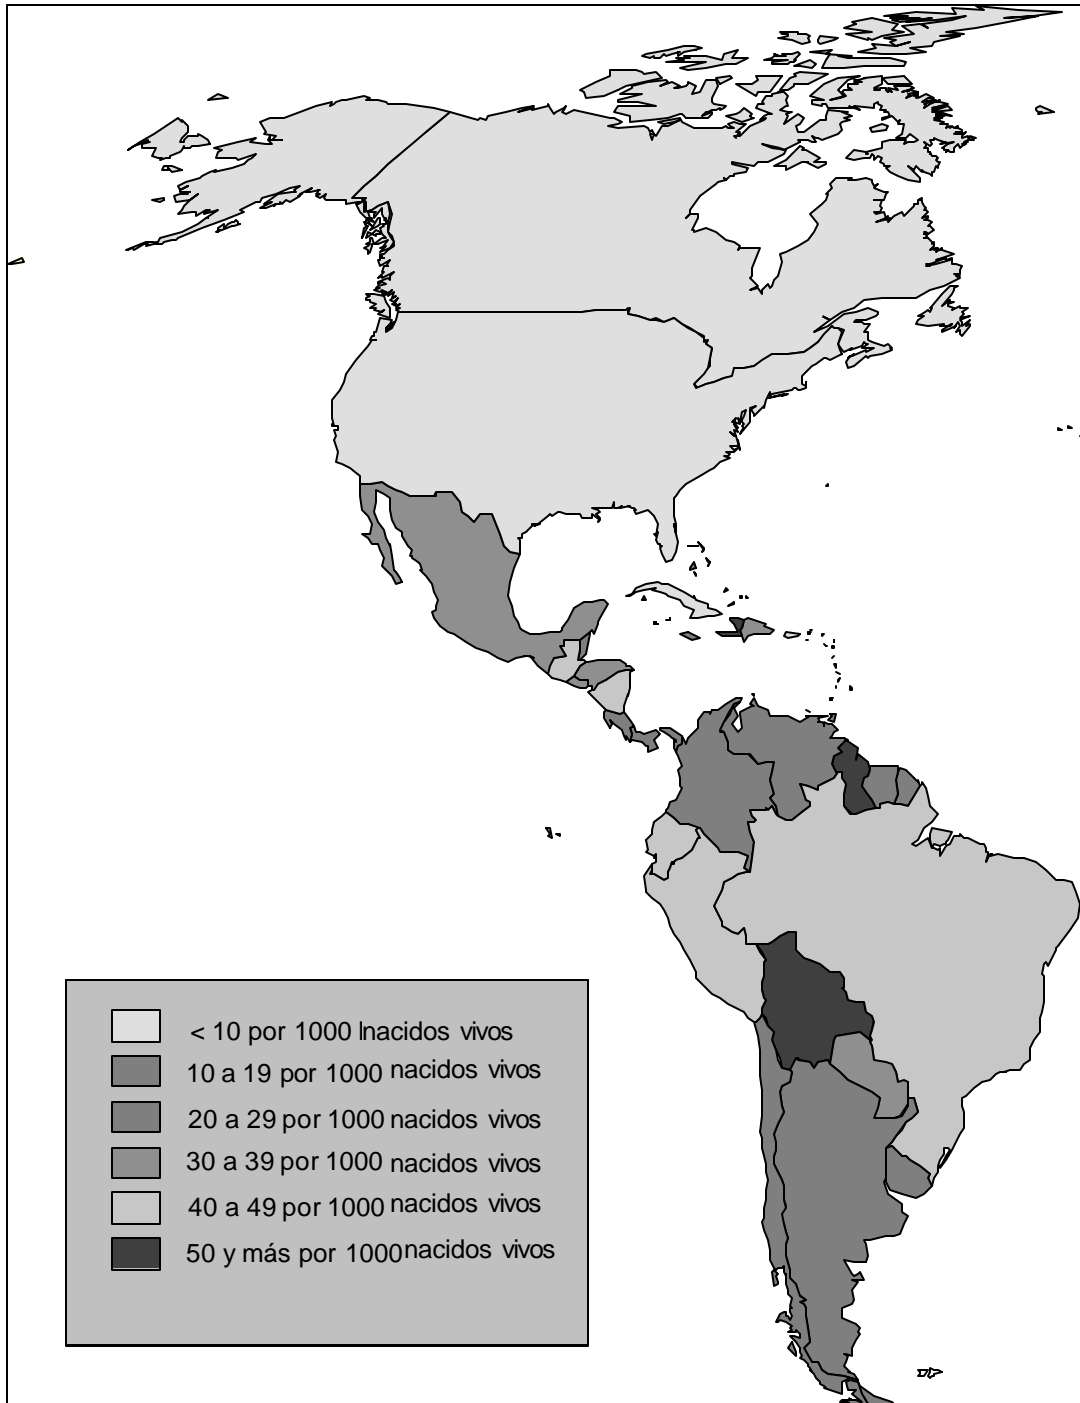 < 10 por 1000 lnacidos vivos
10 a 19 por 1000 nacidos vivos
20 a 29 por 1000 nacidos vivos
30 a 39 por 1000 nacidos vivos
40 a 49 por 1000 nacidos vivos
50 y más por 1000 nacidos vivos